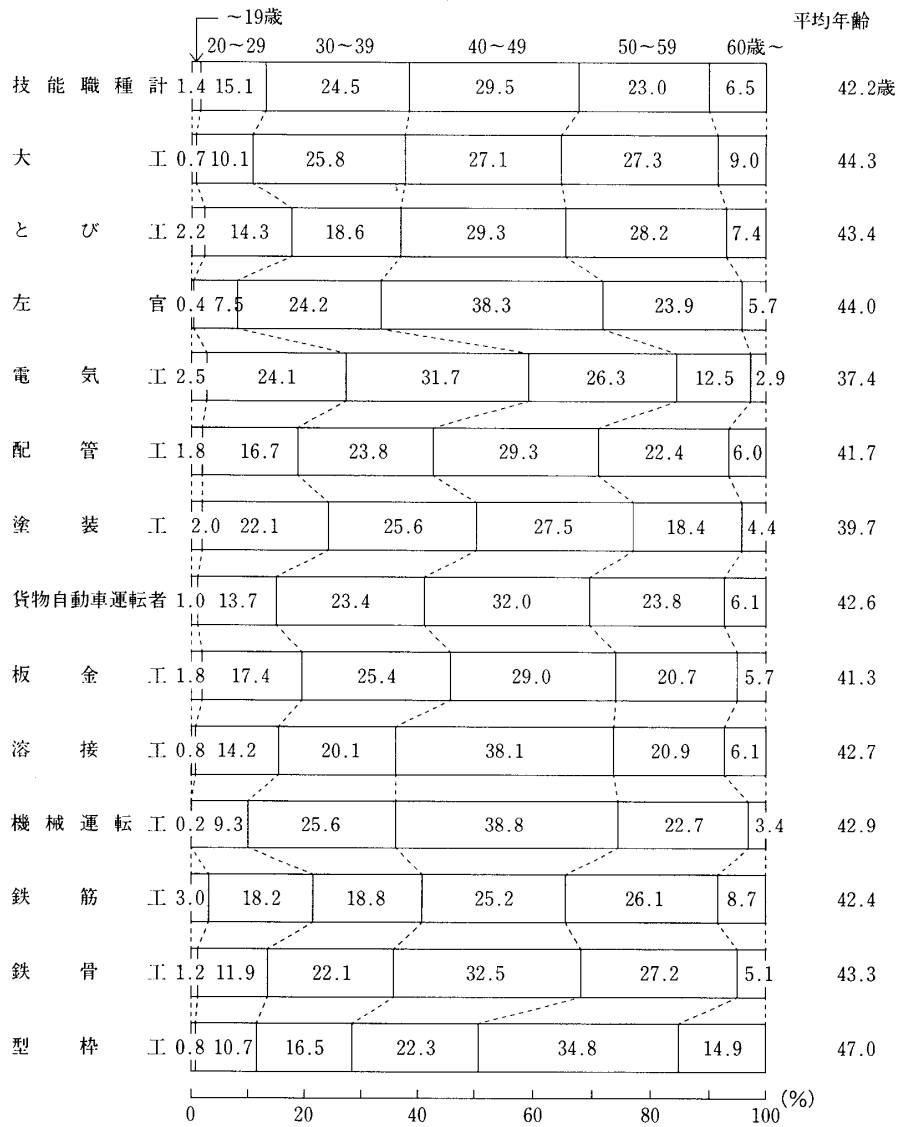 ～19歳 平均年齢
20～29 30～39 40～49 50～59 60歳～
技能職種計 1.4 15.1 24.5 29.5 23.0 6.5 42.2歳
大工 0.7 10.1 25.8 27.1 27.3 9.0 44.3
とび工 2.2 14.3 18.6 29.3 28.2 7.4 43.4
左官 0.4 7.5 24.2 38.3 23.9 5.7 44.0
電気工 2.5 24.1 31.7 26.3 12.5 2.9 37.4
配管工 1.8 16.7 23.8 29.3 22.4 6.0 41.7
塗装工 2.0 22.1 25.6 27.5 18.4 4.4 39.7
貨物自動車運転者 1.0 13.7 23.4 32.0 23.8 6.1 42.6
板金工 1.8 17.4 25.4 29.0 20.7 5.7 41.3
溶接工 0.8 14.2 20.1 38.1 20.9 6.1 42.7
機械運転工 0.2 9.3 25.6 38.8 22.7 3.4 42.9
鉄筋工 3.0 18.2 18.8 25.2 26.1 8.7 42.4
鉄骨工 1.2 11.9 22.1 32.5 27.2 5.1 43.3
型枠工 0.8 10.7 16.5 22.3 34.8 14.9 47.0
0 20 40 60 80 100 (%)